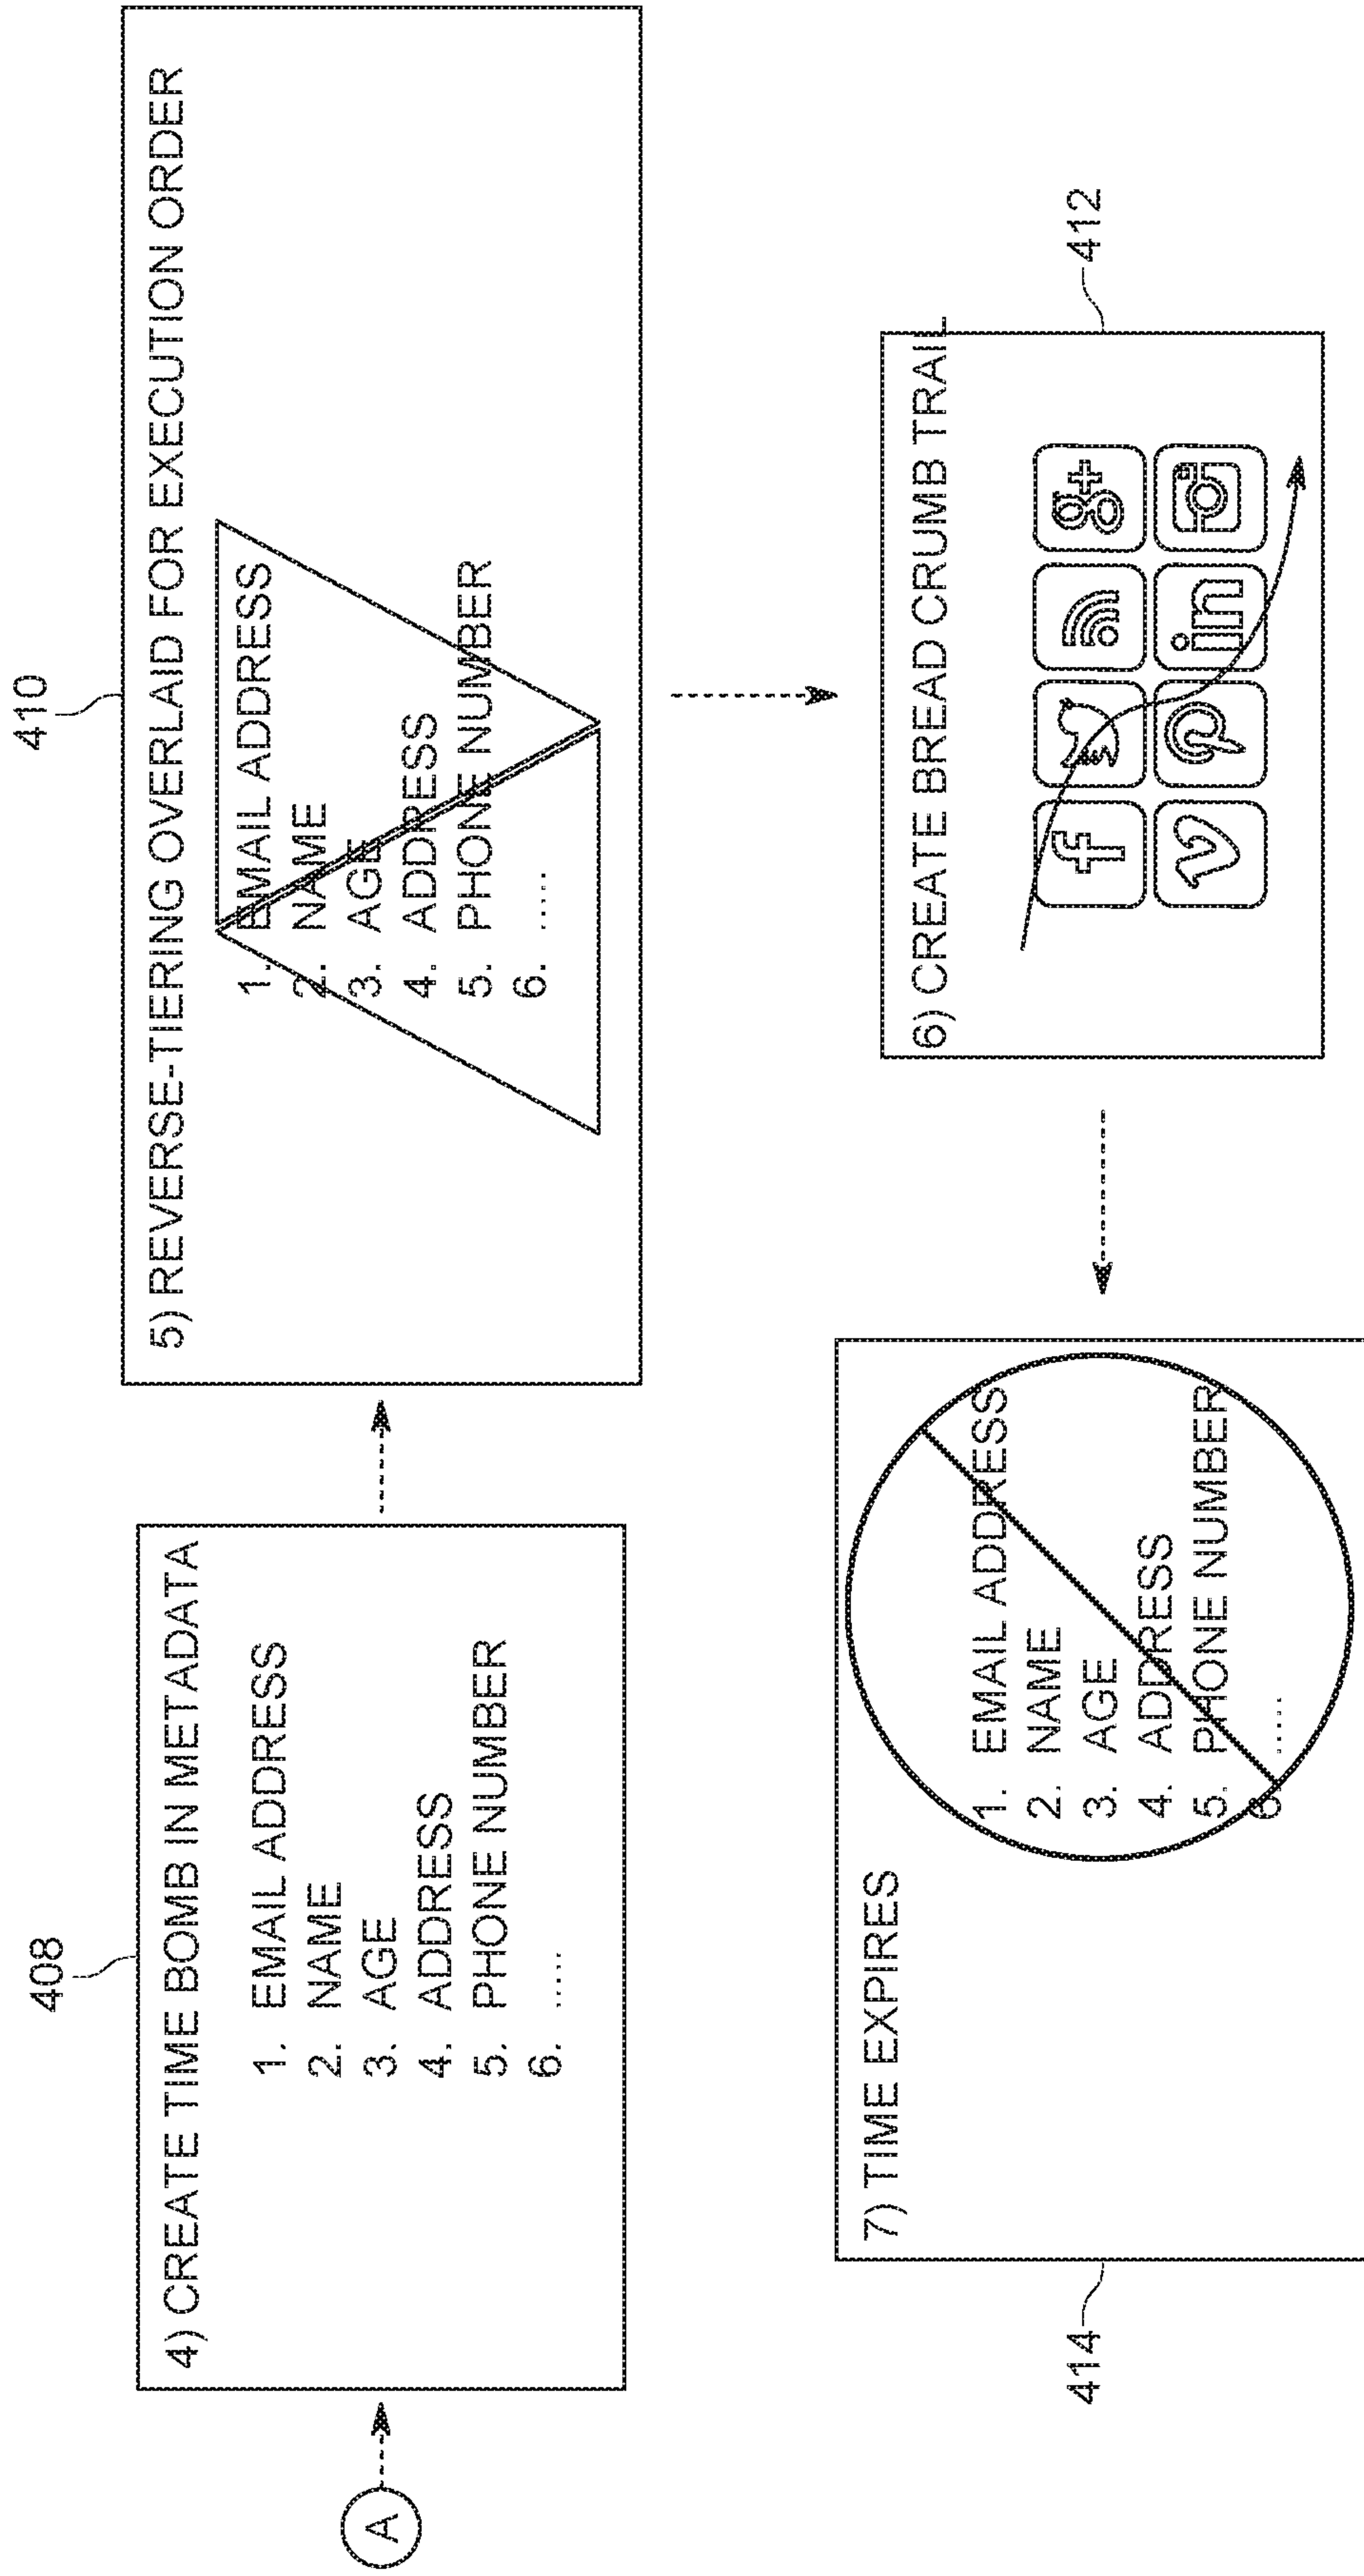 408
4) CREATE TIME BOMB IN METADATA
1. EMAIL ADDRESS
2. NAME
3. AGE
4. ADDRESS
5. PHONE NUMBER
6. .....
A
410
5) REVERSE-TIERING OVERLAID FOR EXECUTION ORDER
1. EMAIL ADDRESS
2. NAME
3. AGE
4. ADDRESS
5. PHONE NUMBER
6. .....
412
6) CREATE BREAD CRUMB TRAIL
f
g+
in
414
7) TIME EXPIRES
1. EMAIL ADDRESS
2. NAME
3. AGE
4. ADDRESS
5. PHONE NUMBER
6. .....